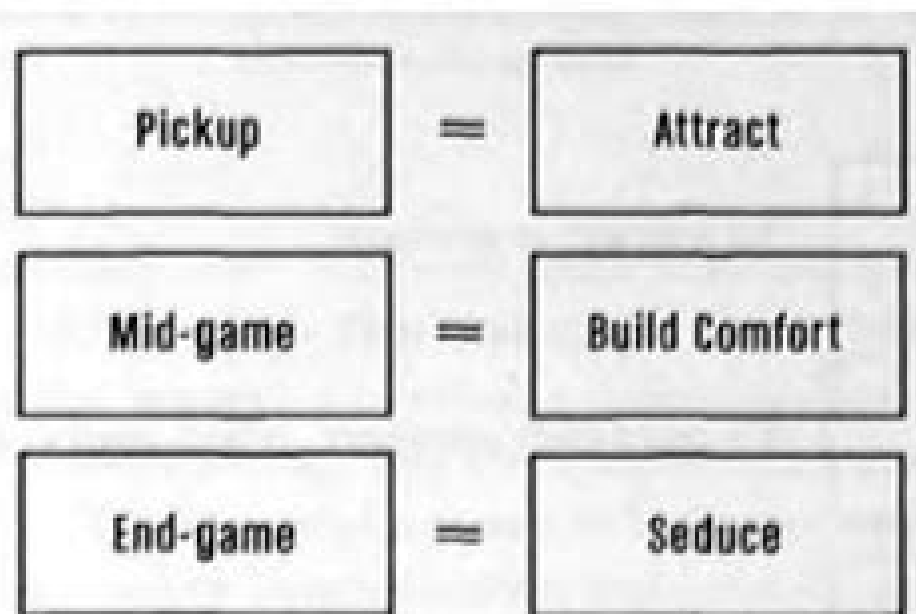 Pickup = Attract
Mid-game = Build Comfort
End-game = Seduce